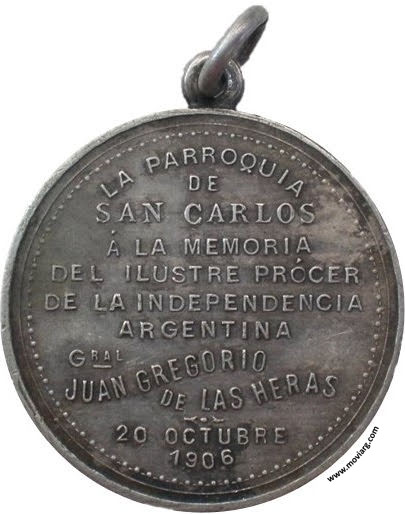 LA PARROQUIA
DE
SAN CARLOS
Á LA MEMORIA
DEL ILUSTRE PRÓCER
DE LA INDEPENDENCIA
ARGENTINA
GRAL JUAN GREGORIO
DE LAS HERAS
20 OCTUBRE
1906
www.moviarg.com